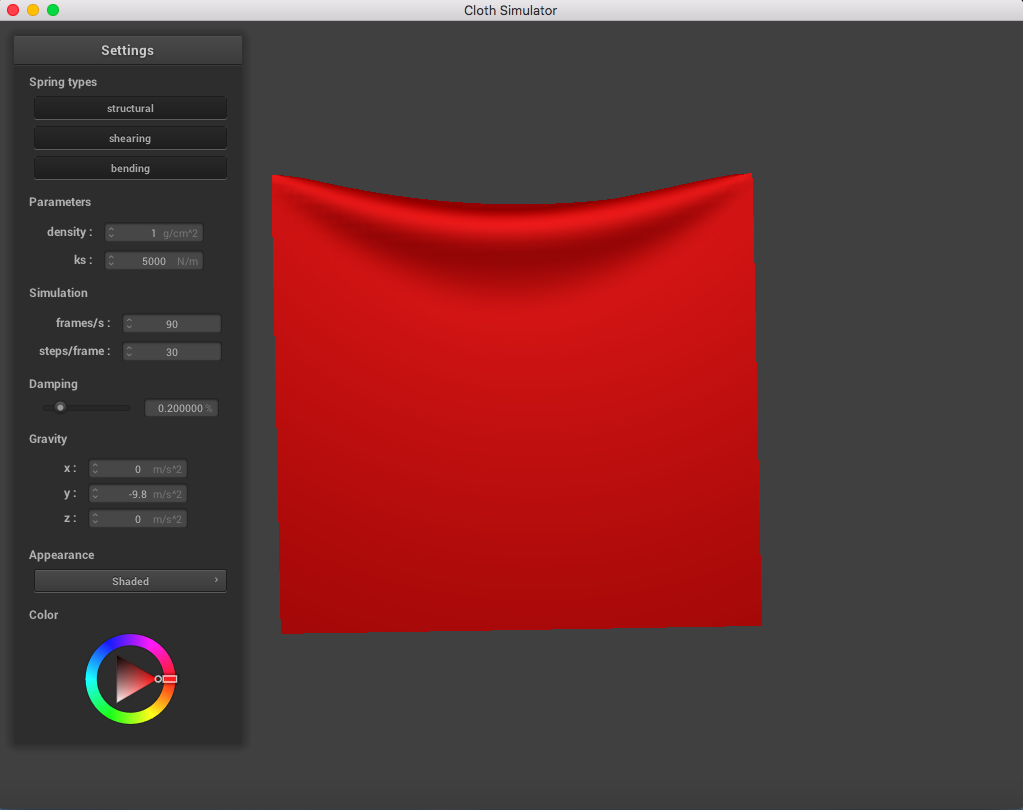 Cloth Simulator
Settings
Spring types
structural
shearing
bending
Parameters
density : 1 g/cm^2
ks : 5000 N/m
Simulation
frames/s : 90
steps/frame : 30
Damping
0.200000 %
Gravity
x : 0 m/s^2
y : -9.8 m/s^2
z : 0 m/s^2
Appearance
Shaded
Color